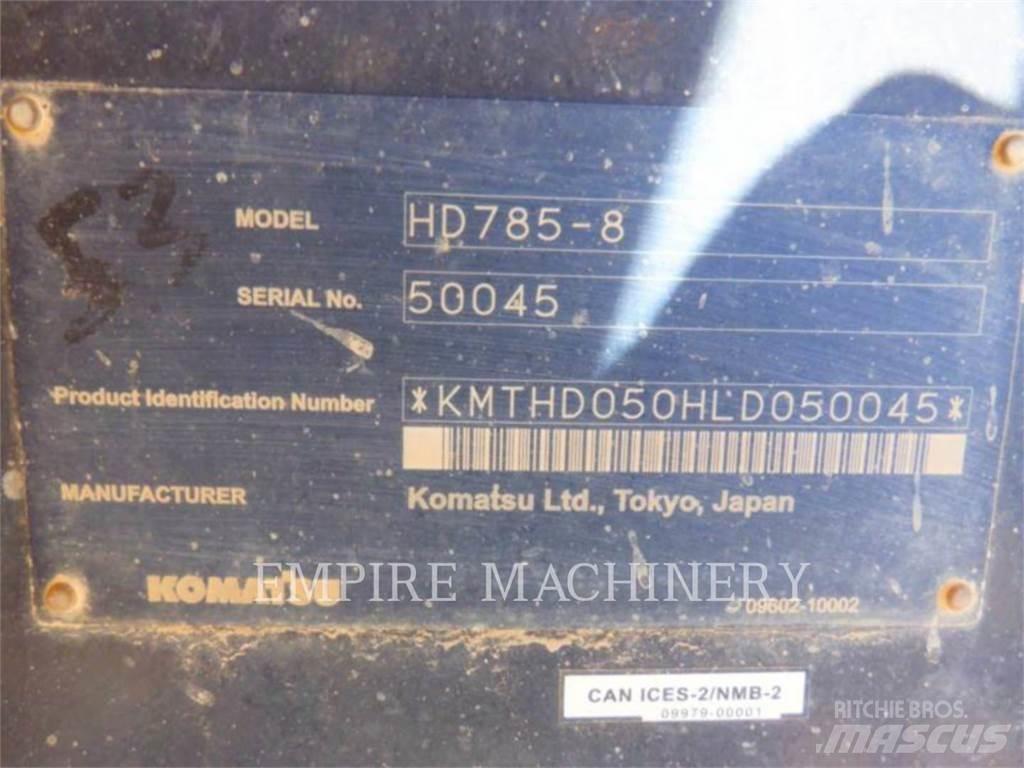 53
MODEL HD785-8
SERIAL No. 50045
Product Identification Number *KMTHD050HLD050045*
MANUFACTURER Komatsu Ltd., Tokyo, Japan
KOMATSU
EMPIRE MACHINERY
09602-10002
CAN ICES-2/NMB-2
09979-00001
RITCHIE BROS.
MASCUS